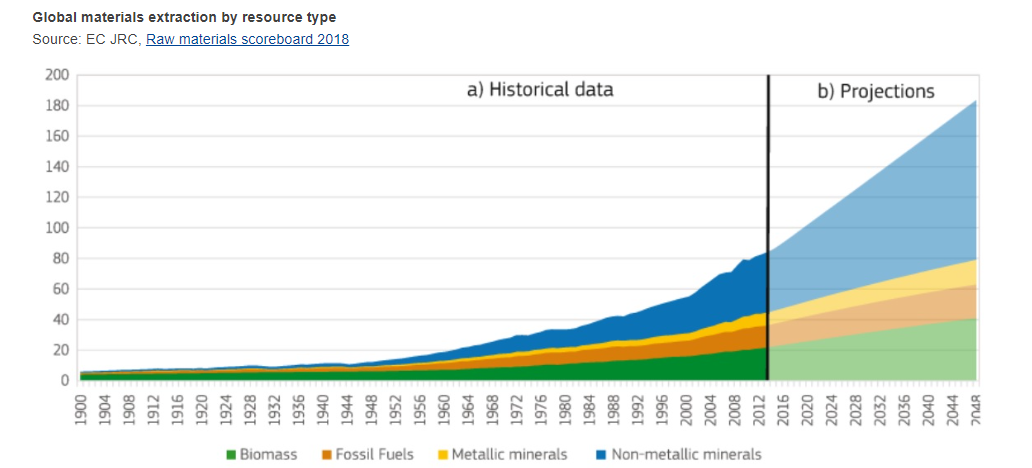 Global materials extraction by resource type
Source: EC JRC, Raw materials scoreboard 2018
a) Historical data b) Projections
200
180
160
140
120
100
80
60
40
20
0
1900 1904 1908 1912 1916 1920 1924 1928 1932 1936 1940 1944 1948 1952 1956 1960 1964 1968 1972 1976 1980 1984 1988 1992 1996 2000 2004 2008 2012 2016 2020 2024 2028 2032 2036 2040 2044 2048
Biomass Fossil Fuels Metallic minerals Non-metallic minerals